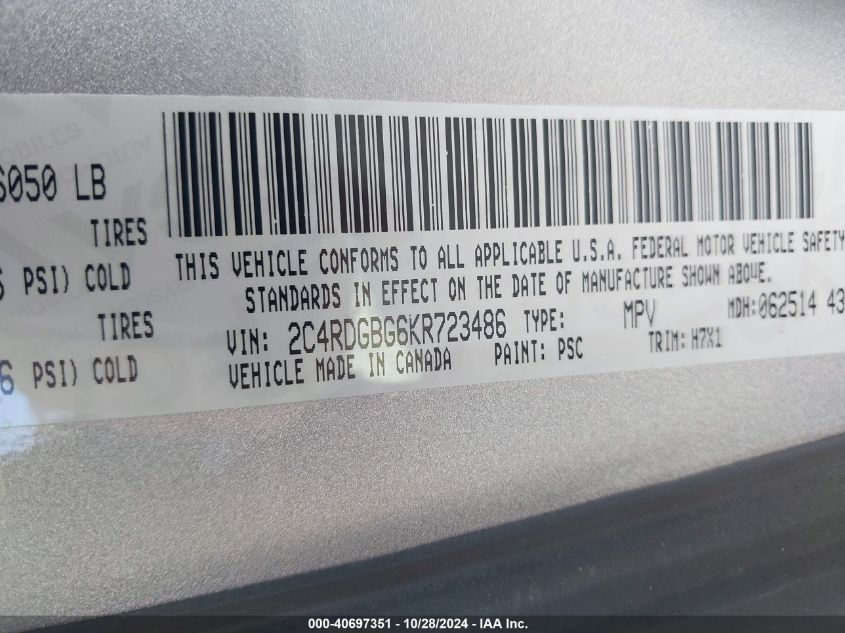 6050 LB
TIRES
PSI) COLD
TIRES
6 PSI) COLD
THIS VEHICLE CONFORMS TO ALL APPLICABLE U.S.A. FEDERAL MOTOR VEHICLE SAFETY
STANDARDS IN EFFECT ON THE DATE OF MANUFACTURE SHOWN ABOVE.
VIN: 2C4RDGBG6KR723486 TYPE: MPV MDH:062514 43
VEHICLE MADE IN CANADA PAINT: PSC TRIM: H7X1
000-40697351 | 10/28/2024 - IAA Inc.